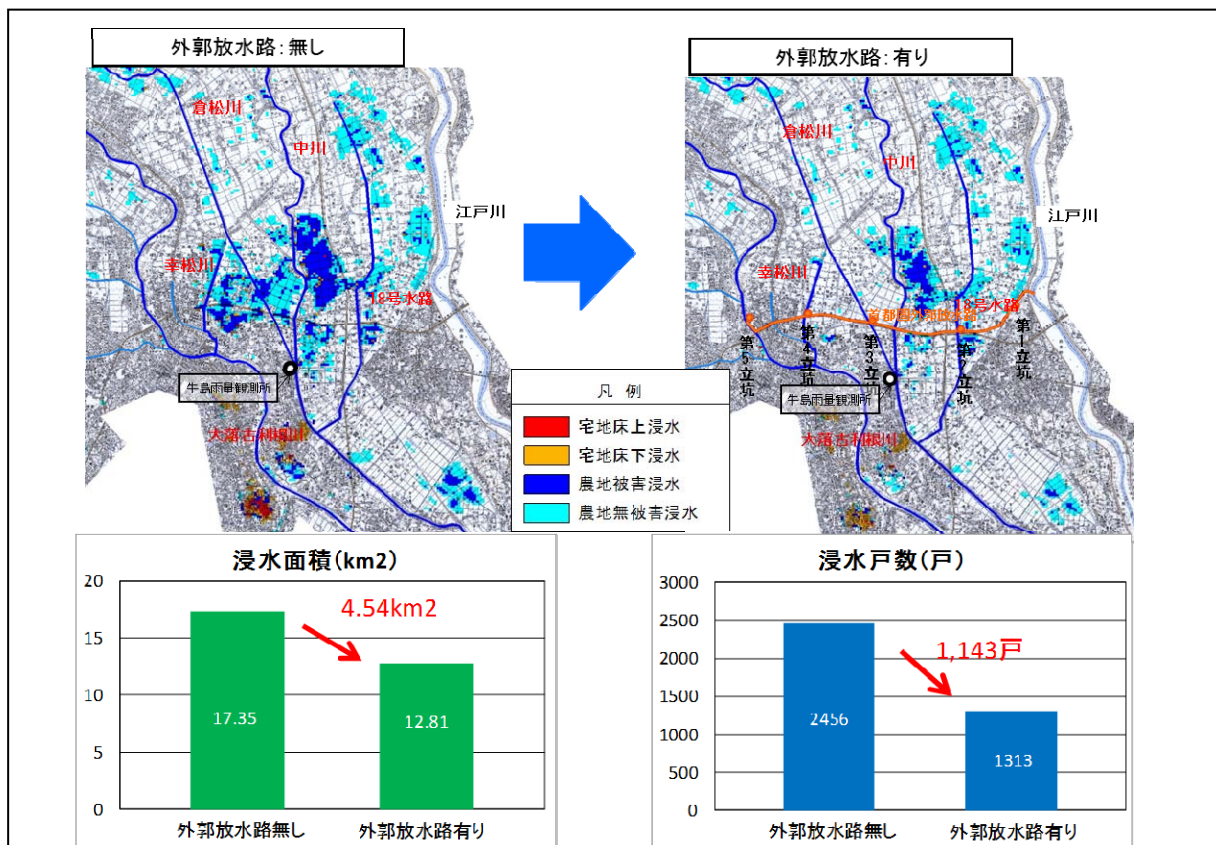 外郭放水路：無し
倉松川
中川
江戸川
幸松川
18号水路
牛島雨量観測所
大落古利根川
外郭放水路：有り
倉松川
中川
江戸川
幸松川
18号水路
首都圏外郭放水路
第5立坑
第4立坑
第3立坑
第2立坑
第1立坑
牛島雨量観測所
大落古利根川
凡 例
宅地床上浸水
宅地床下浸水
農地被害浸水
農地無被害浸水
浸水面積(km2)
20
15
10
5
0
4.54km2
17.35
12.81
外郭放水路無し
外郭放水路有り
浸水戸数(戸)
3000
2500
2000
1500
1000
500
0
1,143戸
2456
1313
外郭放水路無し
外郭放水路有り